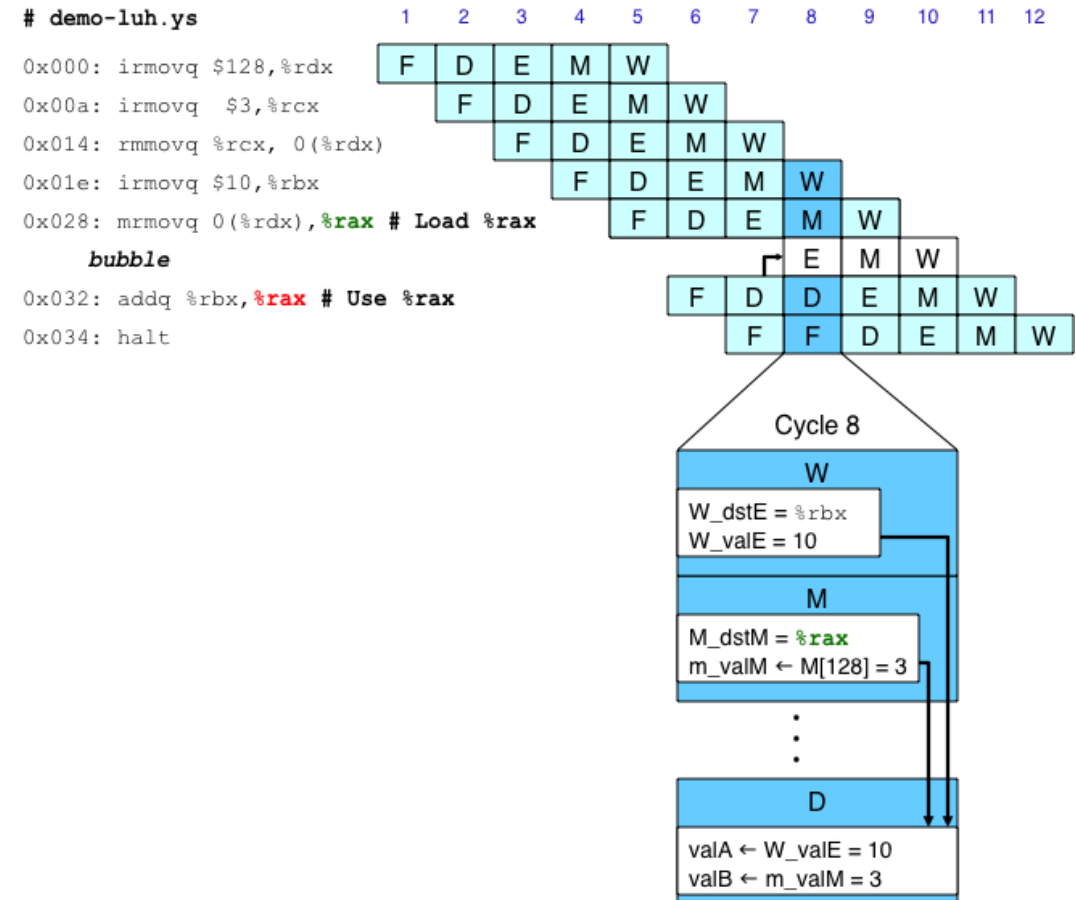 # demo-luh.ys 1 2 3 4 5 6 7 8 9 10 11 12
0x000: irmovq $128,%rdx F D E M W
0x00a: irmovq $3,%rcx F D E M W
0x014: rmmovq %rcx, 0(%rdx) F D E M W
0x01e: irmovq $10,%rbx F D E M W
0x028: mrmovq 0(%rdx),%rax # Load %rax F D E M W
bubble E M W
0x032: addq %rbx,%rax # Use %rax F D D E M W
0x034: halt F F D E M W
Cycle 8
W
W_dstE = %rbx
W_valE = 10
M
M_dstM = %rax
m_valM ← M[128] = 3
D
valA ← W_valE = 10
valB ← m_valM = 3